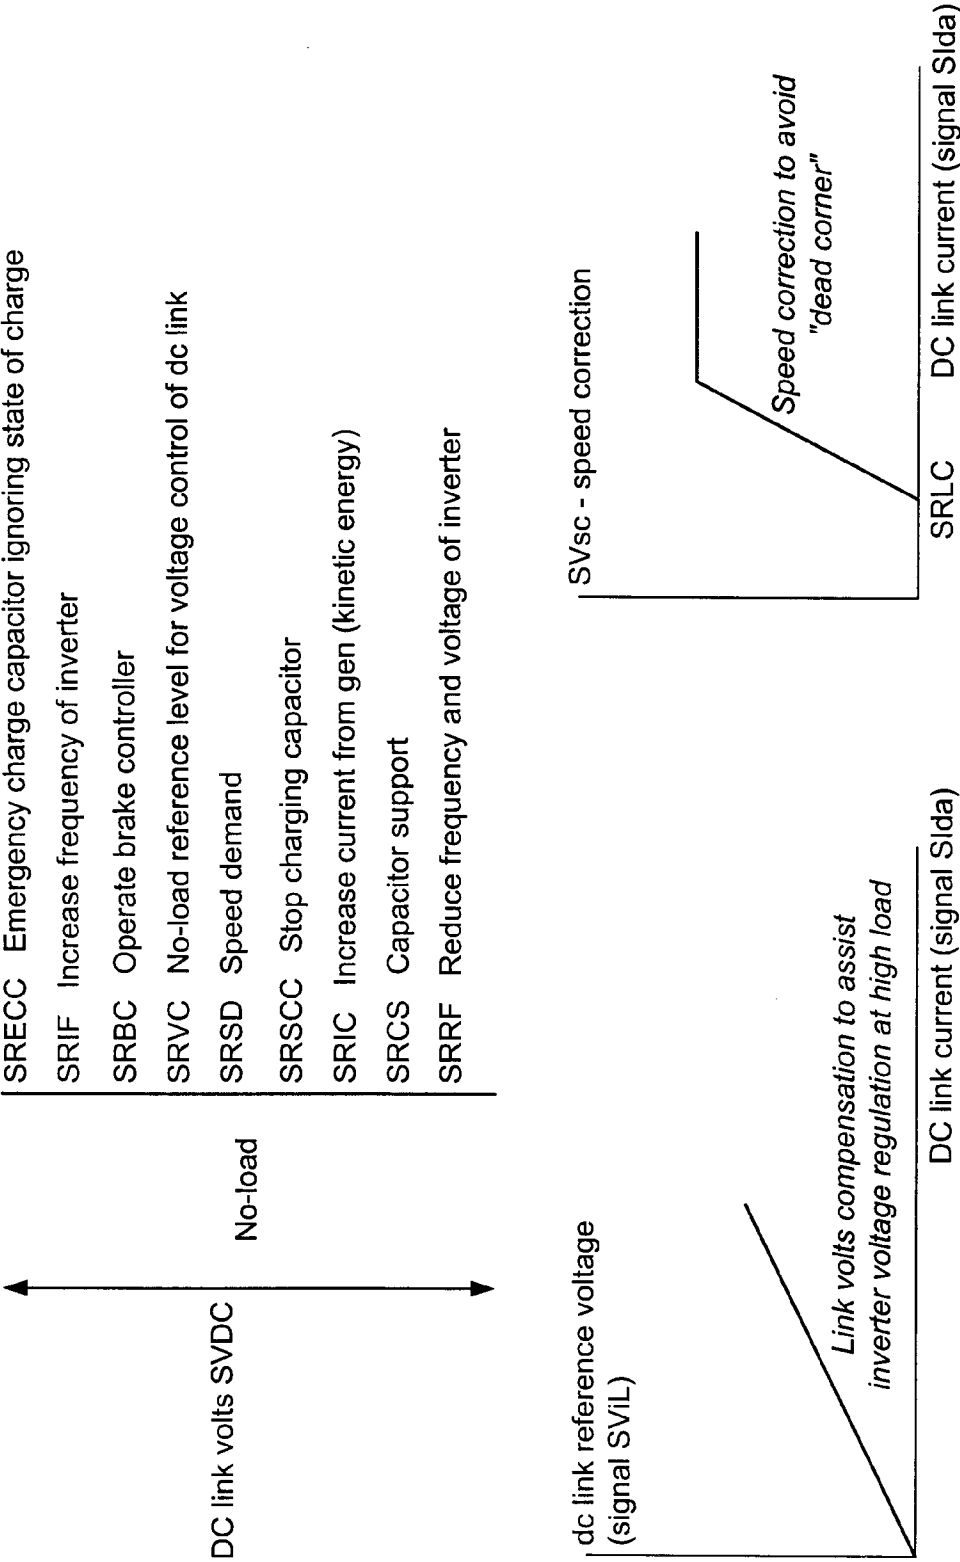 SRECC Emergency charge capacitor ignoring state of charge
SRIF Increase frequency of inverter
SRBC Operate brake controller
SRVC No-load reference level for voltage control of dc link
SRSD Speed demand
SRSCC Stop charging capacitor
SRIC Increase current from gen (kinetic energy)
SRCS Capacitor support
SRRF Reduce frequency and voltage of inverter
DC link volts SVDC
No-load
dc link reference voltage
(signal SViL)
Link volts compensation to assist
inverter voltage regulation at high load
DC link current (signal SIda)
SVsc - speed correction
Speed correction to avoid
"dead corner"
SRLC
DC link current (signal SIda)